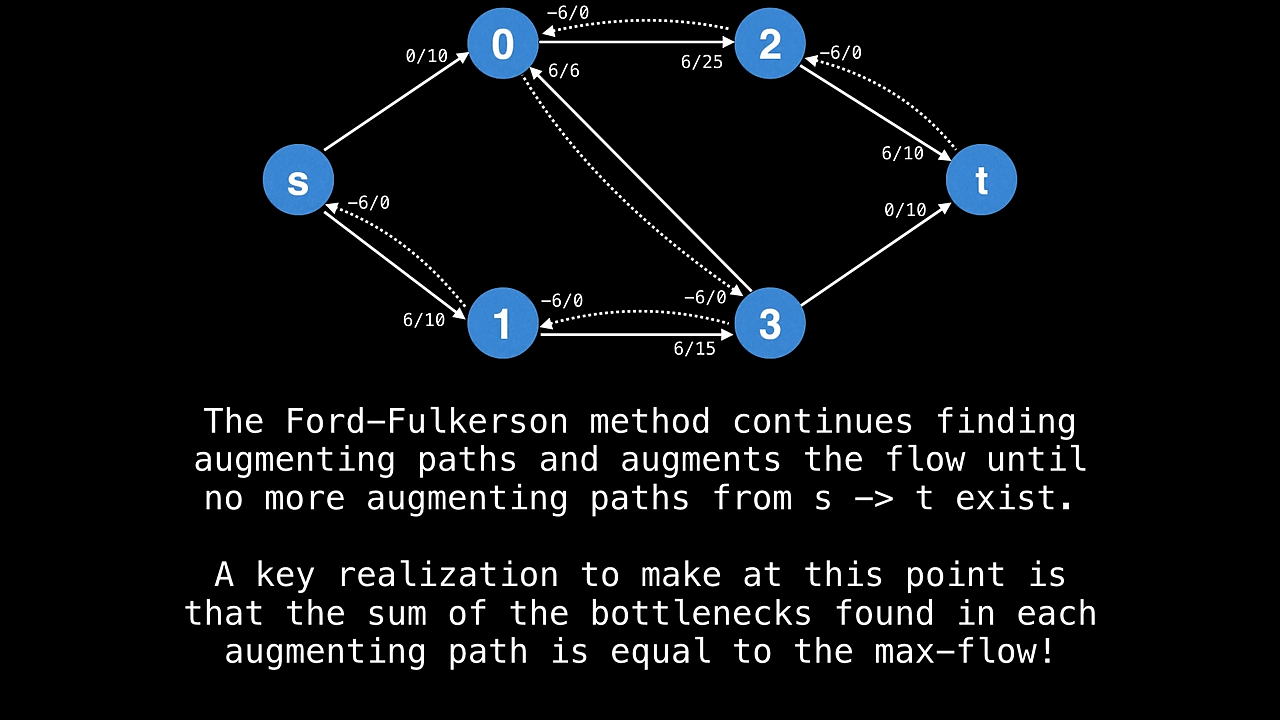 -6/0
0
2
0/10
6/25
-6/0
6/6
6/10
s
t
-6/0
0/10
-6/0
-6/0
6/10
1
3
6/15
The Ford-Fulkerson method continues finding
augmenting paths and augments the flow until
no more augmenting paths from s -> t exist.
A key realization to make at this point is
that the sum of the bottlenecks found in each
augmenting path is equal to the max-flow!